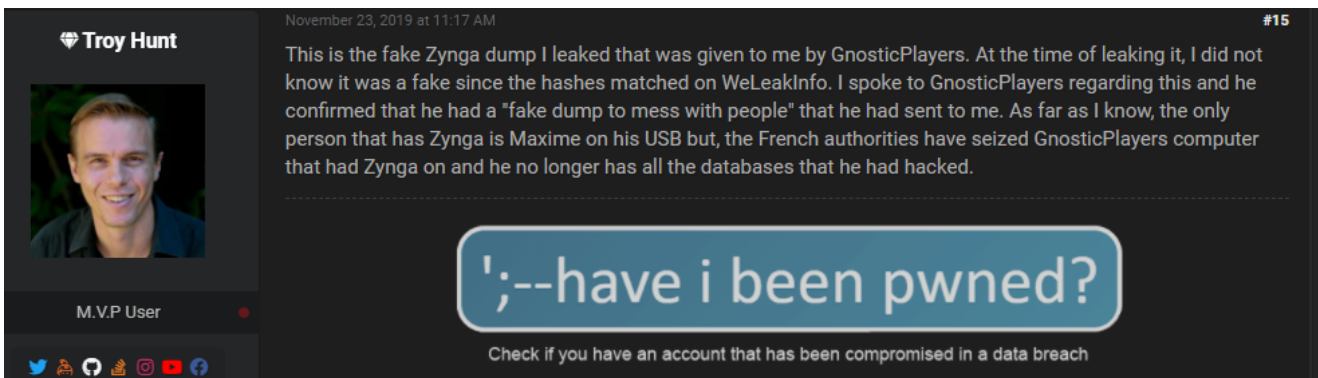 Troy Hunt
M.V.P User
November 23, 2019 at 11:17 AM
#15
This is the fake Zynga dump I leaked that was given to me by GnosticPlayers. At the time of leaking it, I did not
know it was a fake since the hashes matched on WeLeakInfo. I spoke to GnosticPlayers regarding this and he
confirmed that he had a "fake dump to mess with people" that he had sent to me. As far as I know, the only
person that has Zynga is Maxime on his USB but, the French authorities have seized GnosticPlayers computer
that had Zynga on and he no longer has all the databases that he had hacked.
';--have i been pwned?
Check if you have an account that has been compromised in a data breach